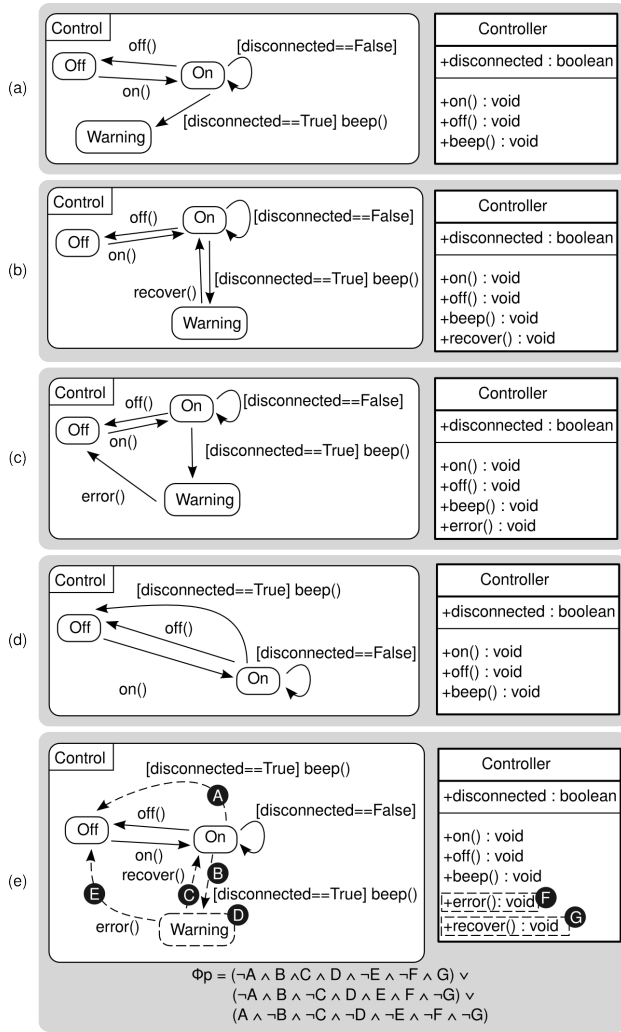 (a)
Control
off()
[disconnected==False]
Off
On
on()
[disconnected==True] beep()
Warning
Controller
+disconnected : boolean
+on() : void
+off() : void
+beep() : void
(b)
Control
off()
On
[disconnected==False]
Off
on()
[disconnected==True] beep()
recover()
Warning
Controller
+disconnected : boolean
+on() : void
+off() : void
+beep() : void
+recover() : void
(c)
Control
off()
On
[disconnected==False]
Off
on()
[disconnected==True] beep()
error()
Warning
Controller
+disconnected : boolean
+on() : void
+off() : void
+beep() : void
+error() : void
(d)
Control
[disconnected==True] beep()
Off
off()
[disconnected==False]
On
on()
Controller
+disconnected : boolean
+on() : void
+off() : void
+beep() : void
(e)
Control
[disconnected==True] beep()
A
off()
[disconnected==False]
Off
On
on()
recover()
B
E
C
[disconnected==True] beep()
D
error()
Warning
Controller
+disconnected : boolean
+on() : void
+off() : void
+beep() : void
+error(): void
F
+recover() : void
G
Φp = (¬A ∧ B ∧ C ∧ D ∧ ¬E ∧ ¬F ∧ G) ∨
(¬A ∧ B ∧ ¬C ∧ D ∧ E ∧ F ∧ ¬G) ∨
(A ∧ ¬B ∧ ¬C ∧ ¬D ∧ ¬E ∧ ¬F ∧ ¬G)